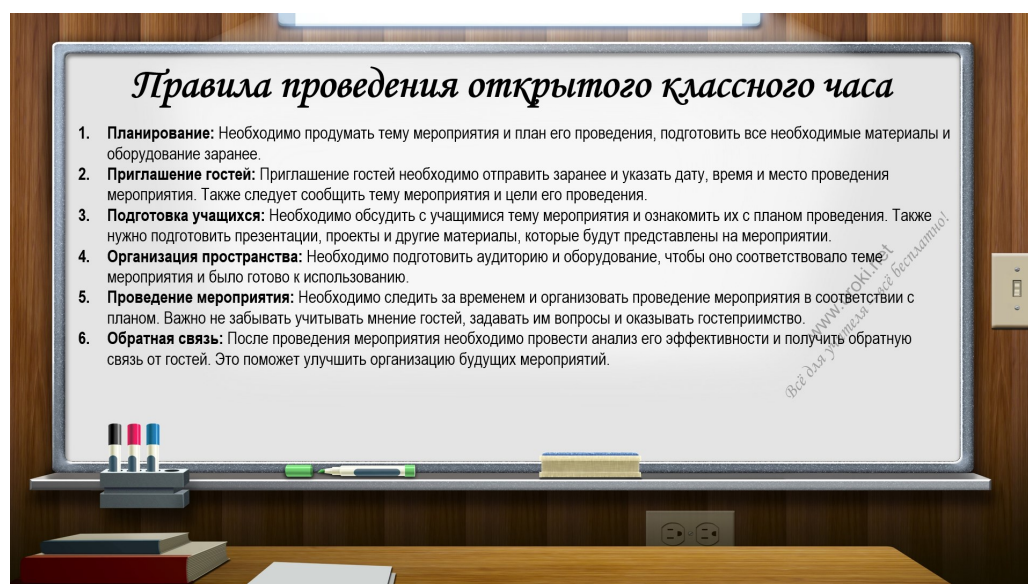 Правила проведения открытого классного часа
1. Планирование: Необходимо продумать тему мероприятия и план его проведения, подготовить все необходимые материалы и
оборудование заранее.
2. Приглашение гостей: Приглашение гостей необходимо отправить заранее и указать дату, время и место проведения
мероприятия. Также следует сообщить тему мероприятия и цели его проведения.
3. Подготовка учащихся: Необходимо обсудить с учащимися тему мероприятия и ознакомить их с планом проведения. Также
нужно подготовить презентации, проекты и другие материалы, которые будут представлены на мероприятии.
4. Организация пространства: Необходимо подготовить аудиторию и оборудование, чтобы оно соответствовало теме
мероприятия и было готово к использованию.
5. Проведение мероприятия: Необходимо следить за временем и организовать проведение мероприятия в соответствии с
планом. Важно не забывать учитывать мнение гостей, задавать им вопросы и оказывать гостеприимство.
6. Обратная связь: После проведения мероприятия необходимо провести анализ его эффективности и получить обратную
связь от гостей. Это поможет улучшить организацию будущих мероприятий.
www.uroki.net
Всё для учителя всё бесплатно!